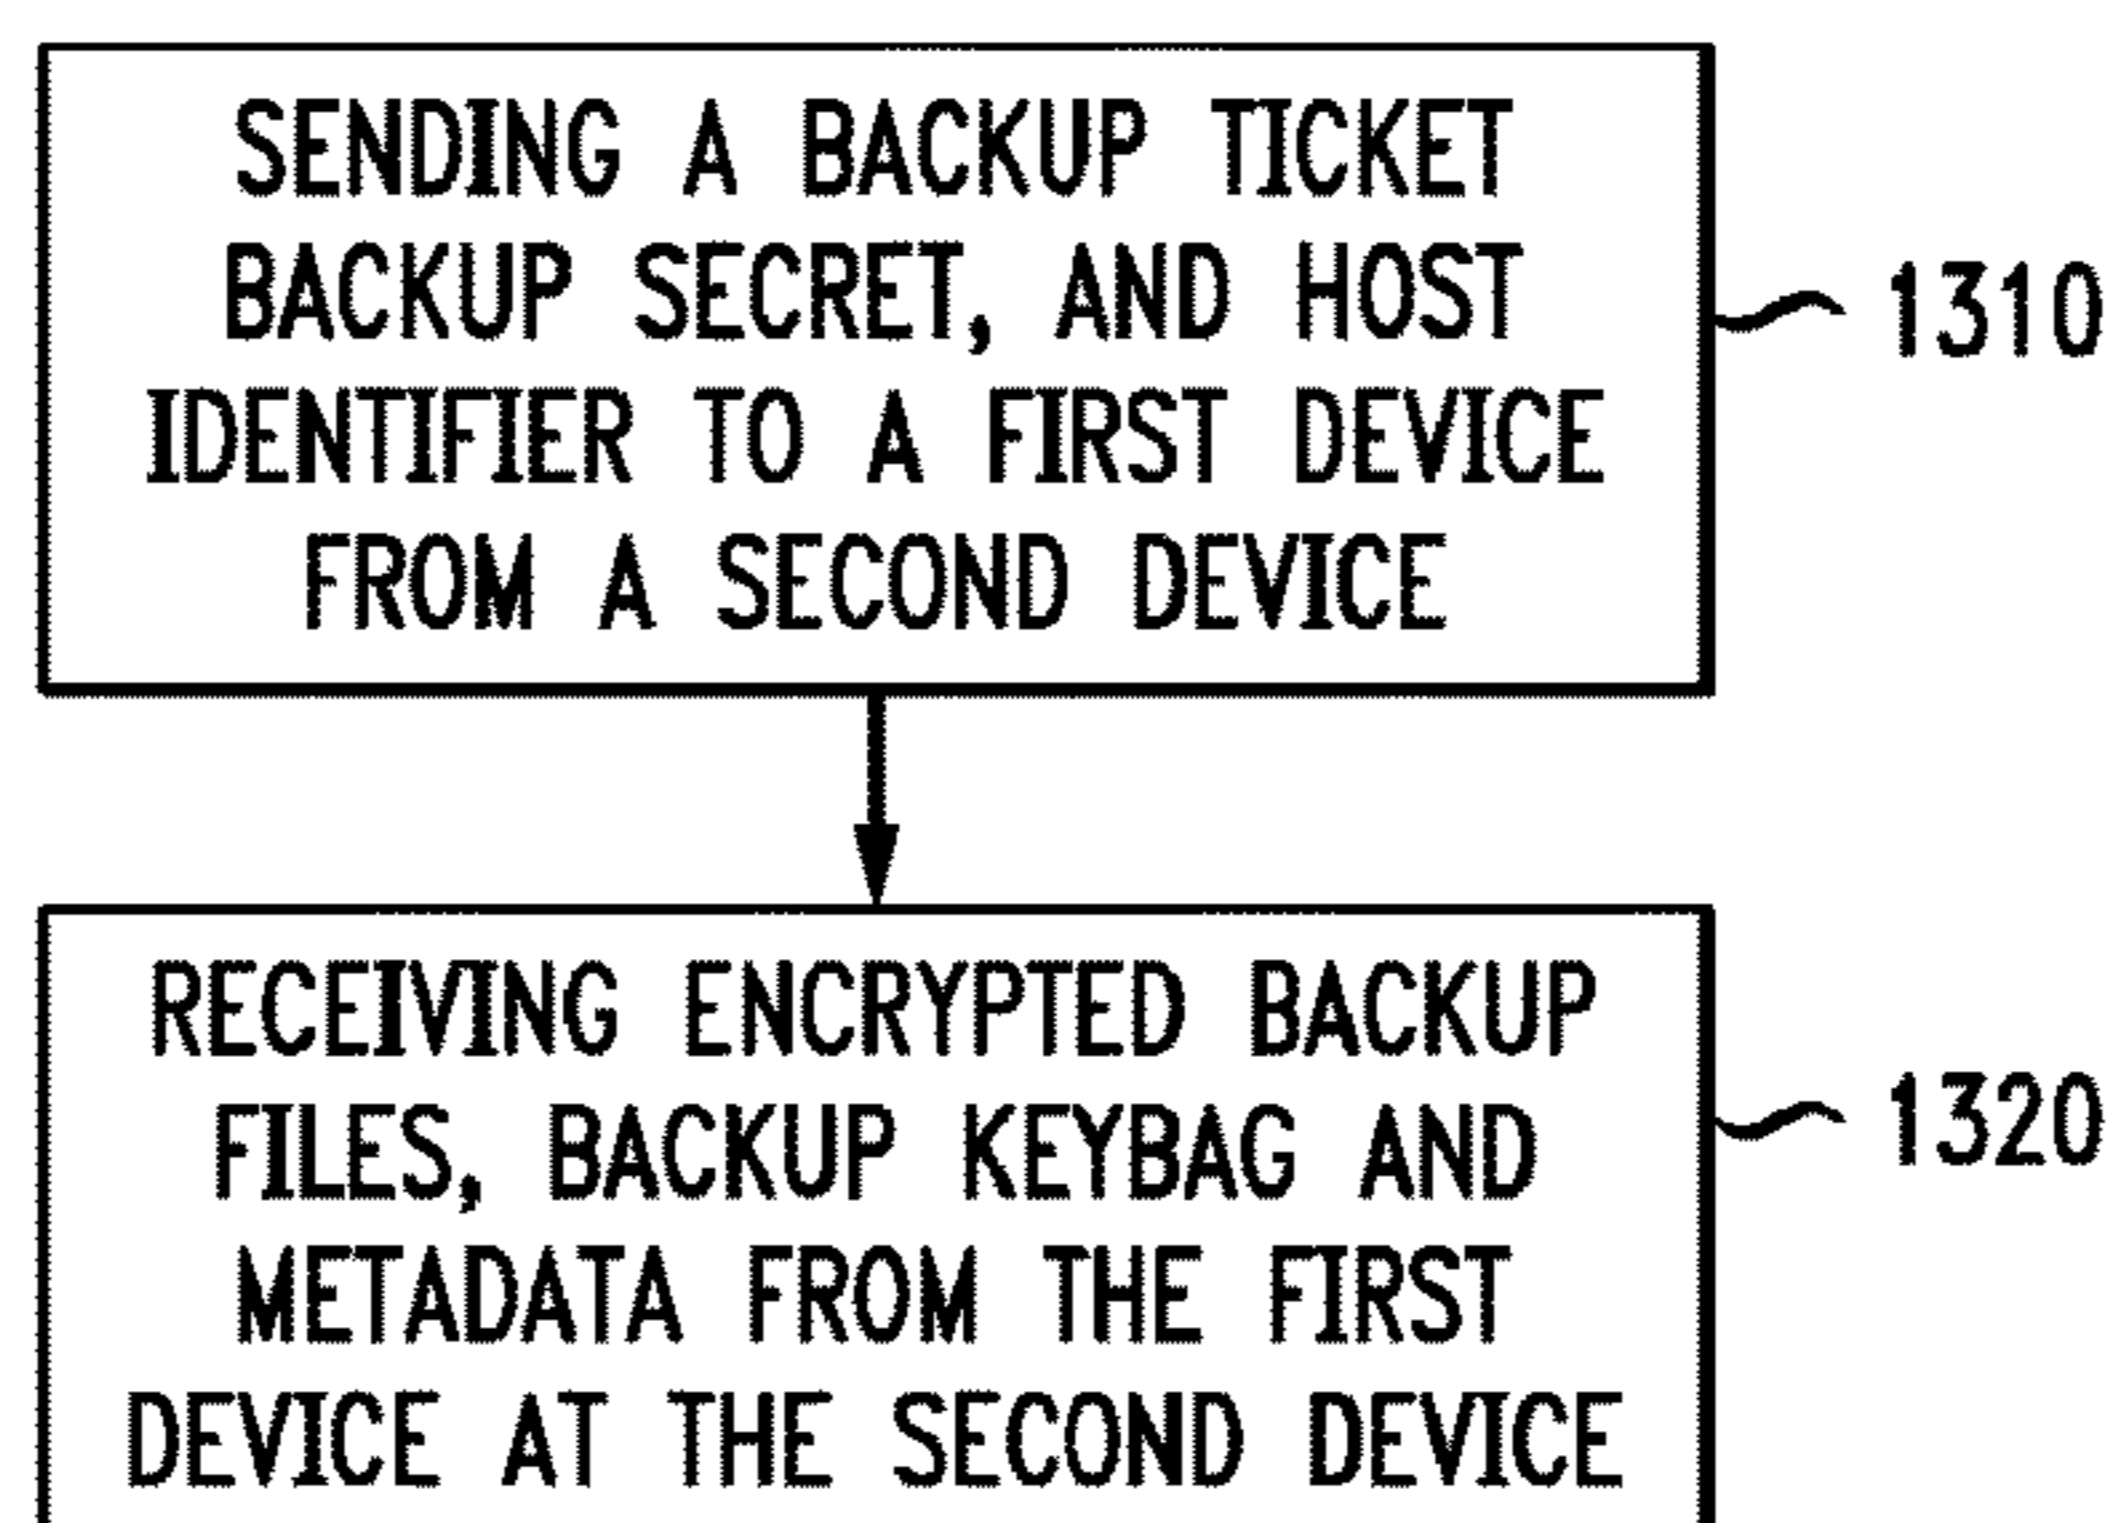 SENDING A BACKUP TICKET
BACKUP SECRET, AND HOST
IDENTIFIER TO A FIRST DEVICE
FROM A SECOND DEVICE
1310
RECEIVING ENCRYPTED BACKUP
FILES, BACKUP KEYBAG AND
METADATA FROM THE FIRST
DEVICE AT THE SECOND DEVICE
1320